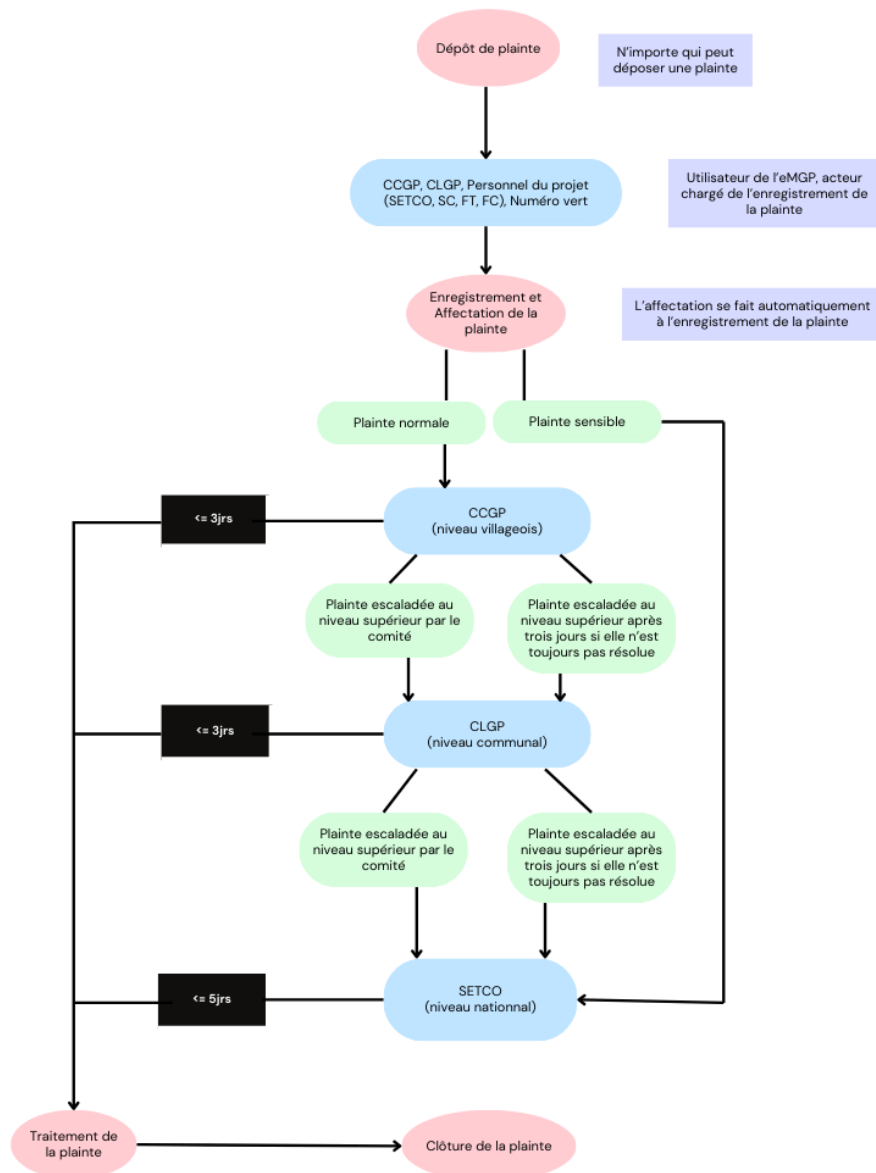 Dépôt de plainte
N'importe qui peut
déposer une plainte
CCGP, CLGP, Personnel du projet
(SETCO, SC, FT, FC), Numéro vert
Utilisateur de l'eMGP, acteur
chargé de l'enregistrement de
la plainte
Enregistrement et
Affectation de la
plainte
L'affectation se fait automatiquement
à l'enregistrement de la plainte
Plainte normale
Plainte sensible
<= 3jrs
CCGP
(niveau villageois)
Plainte escaladée au
niveau supérieur par le
comité
Plainte escaladée au
niveau supérieur après
trois jours si elle n'est
toujours pas résolue
<= 3jrs
CLGP
(niveau communal)
Plainte escaladée au
niveau supérieur par le
comité
Plainte escaladée au
niveau supérieur après
trois jours si elle n'est
toujours pas résolue
<= 5jrs
SETCO
(niveau nationnal)
Traitement de
la plainte
Clôture de la plainte